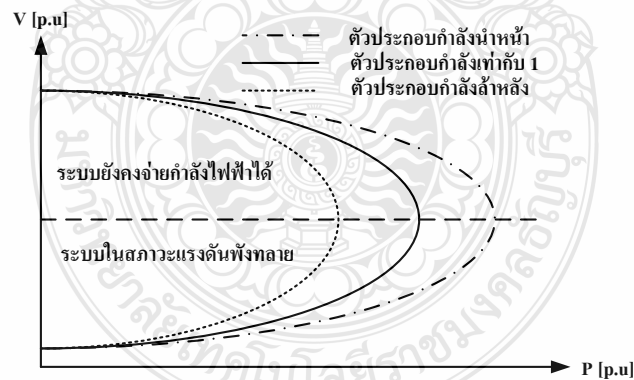 V [p.u]
ตัวประกอบกำลังนำหน้า
ตัวประกอบกำลังเท่ากับ 1
ตัวประกอบกำลังล้าหลัง
ระบบยังคงจ่ายกำลังไฟฟ้าได้
ระบบในสภาวะแรงดันพังทลาย
P [p.u]